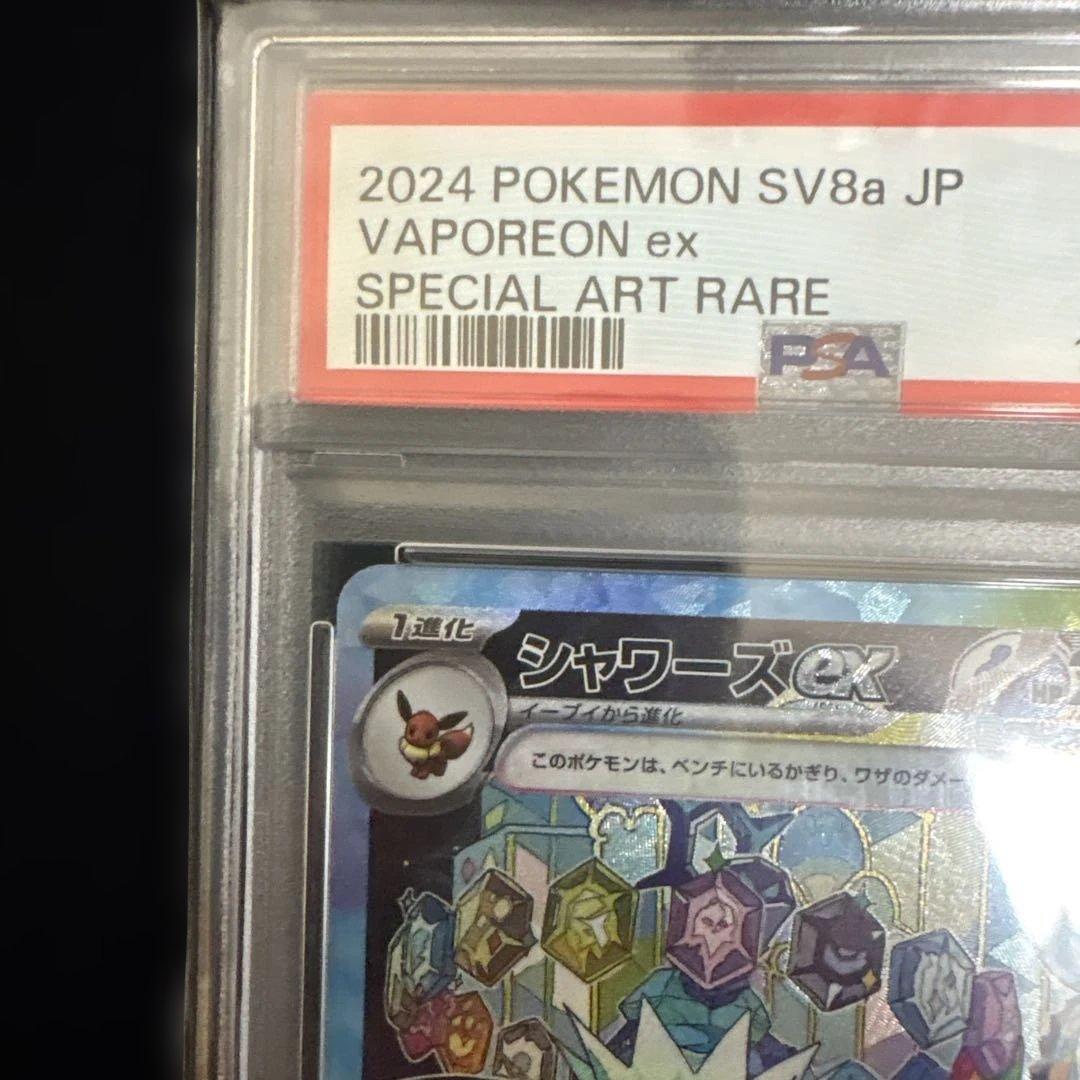 2024 POKEMON SV8a JP
VAPOREON ex
SPECIAL ART RARE
PSA
1進化
シャワーズex
HP
イーブイから進化
このポケモンは、ベンチにいるかぎり、ワザのダメー